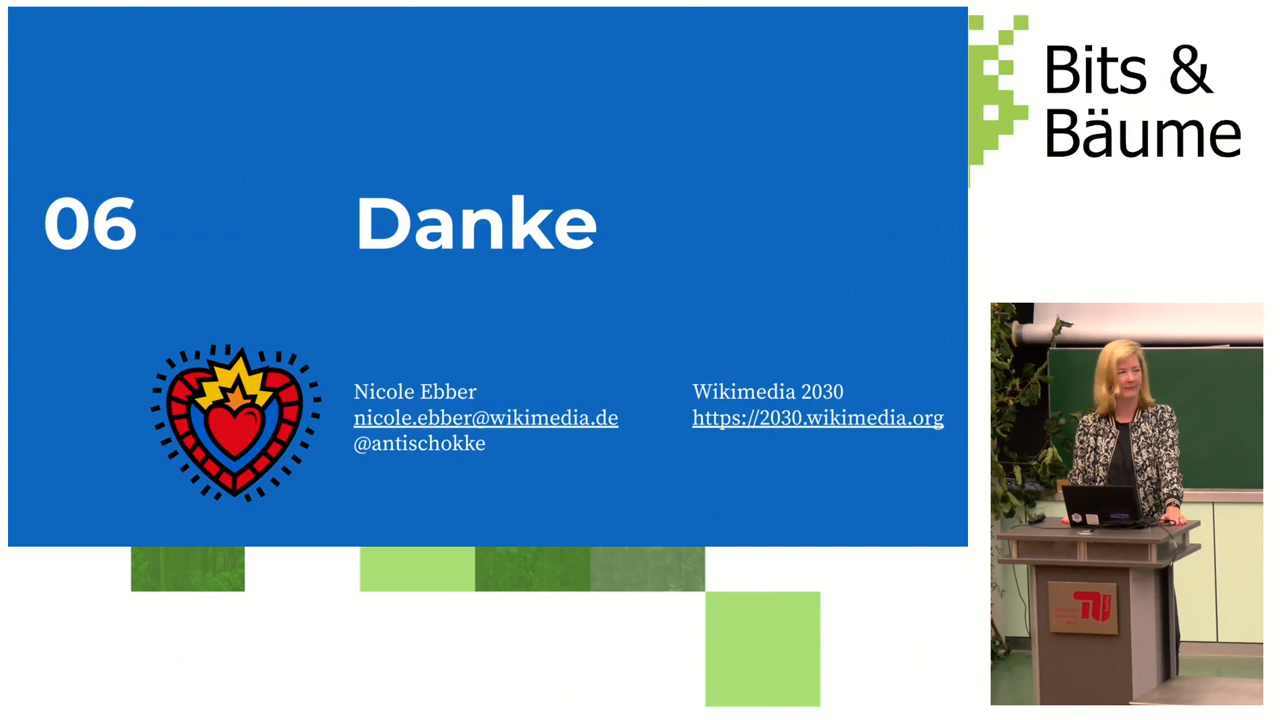 06
Danke
Nicole Ebber
nicole.ebber@wikimedia.de
@antischokke
Wikimedia 2030
https://2030.wikimedia.org
Bits &
Bäume